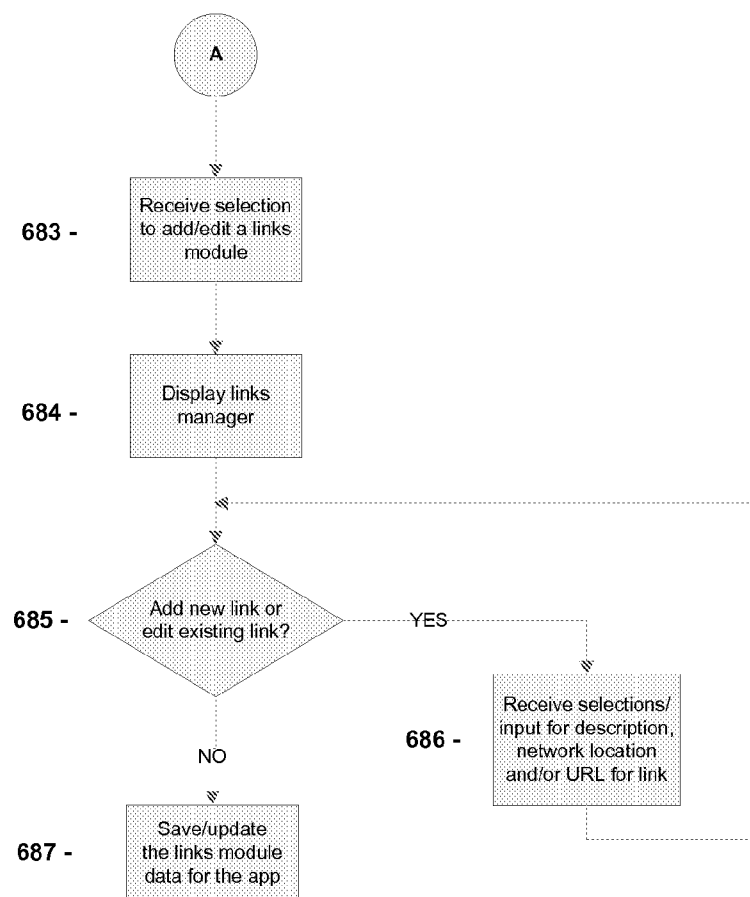 A
683 -
Receive selection
to add/edit a links
module
684 -
Display links
manager
685 -
Add new link or
edit existing link?
YES
686 -
Receive selections/
input for description,
network location
and/or URL for link
NO
687 -
Save/update
the links module
data for the app